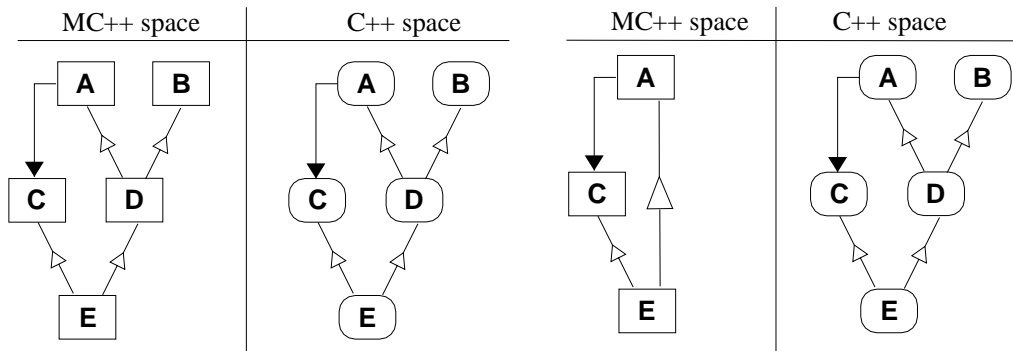 MC++ space C++ space MC++ space C++ space
A B A B A A B
C D C D C C D
E E E E